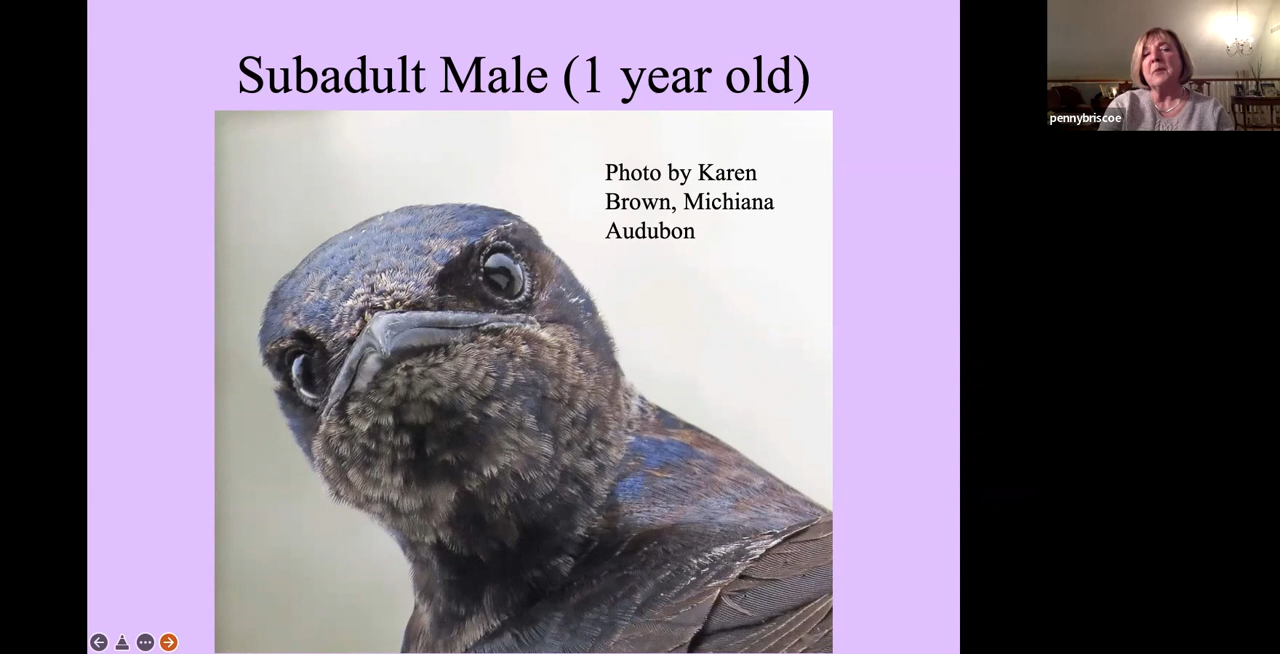 Subadult Male (1 year old)
Photo by Karen
Brown, Michiana
Audubon
pennybriscoe